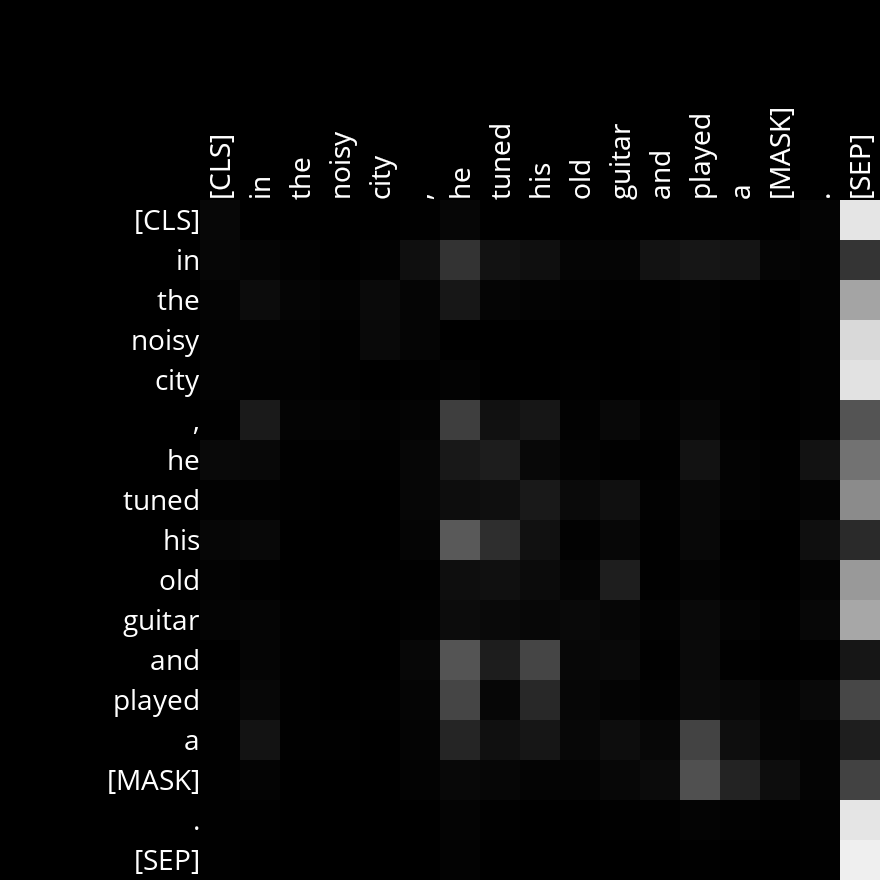 [CLS] in the noisy city , he tuned his old guitar and played a [MASK] . [SEP]
[CLS]
in
the
noisy
city
,
he
tuned
his
old
guitar
and
played
a
[MASK]
.
[SEP]